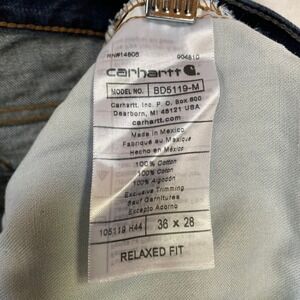 RN#14806 904810
carhartt
MODEL NO. BD5119-M
Carhartt, Inc. P.O. Box 600
Dearborn, MI 48121 USA
carhartt.com
Made in Mexico
Fabriqué au Mexique
Hecho en México
100% Cotton
100% Coton
100% Algodón
Exclusive Trimming
Sauf Garnitures
Excepto Adorno
105119 H44 36 x 28
RELAXED FIT